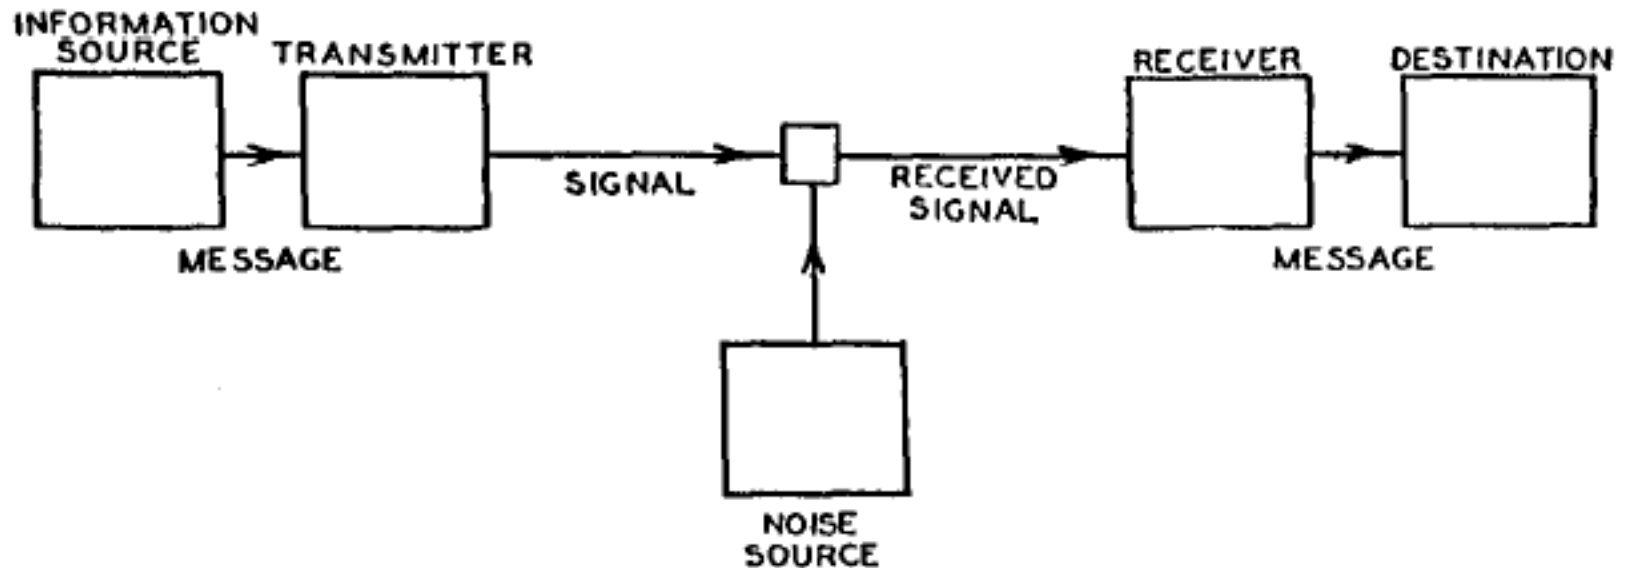 INFORMATION
SOURCE
TRANSMITTER
RECEIVER
DESTINATION
SIGNAL
RECEIVED
SIGNAL
MESSAGE
MESSAGE
NOISE
SOURCE